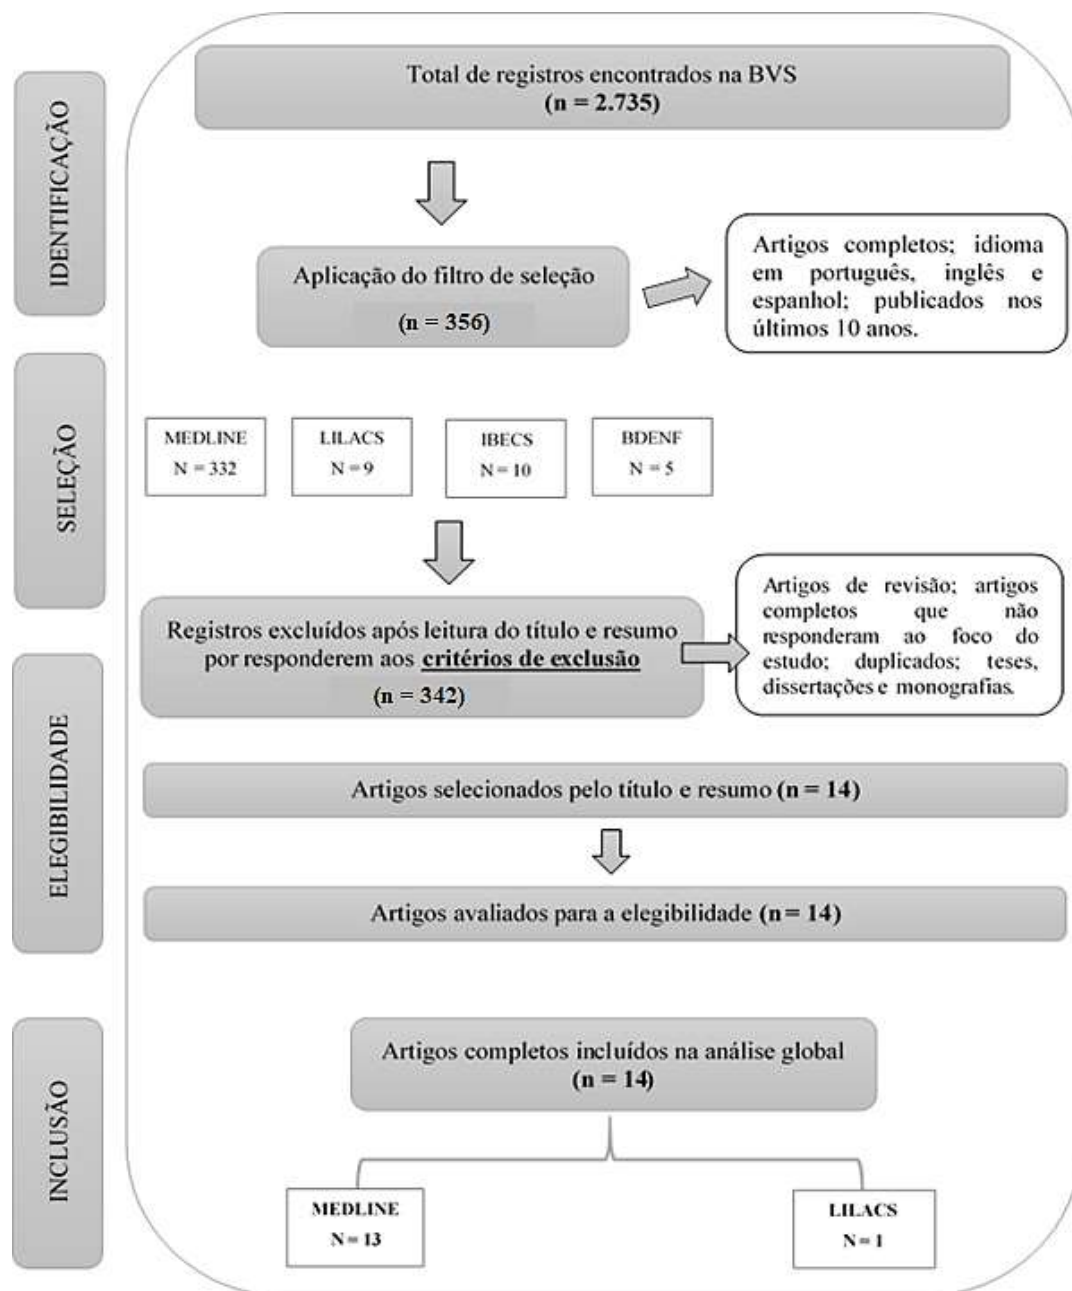 IDENTIFICAÇÃO
Total de registros encontrados na BVS
(n = 2.735)
Aplicação do filtro de seleção
(n = 356)
Artigos completos; idioma
em português, inglês e
espanhol; publicados nos
últimos 10 anos.
SELEÇÃO
MEDLINE
N = 332
LILACS
N = 9
IBECS
N = 10
BDENF
N = 5
Registros excluídos após leitura do título e resumo
por responderem aos critérios de exclusão
(n = 342)
Artigos de revisão; artigos
completos que não
responderam ao foco do
estudo; duplicados; teses,
dissertações e monografias.
ELEGIBILIDADE
Artigos selecionados pelo título e resumo (n = 14)
Artigos avaliados para a elegibilidade (n = 14)
INCLUSÃO
Artigos completos incluídos na análise global
(n = 14)
MEDLINE
N = 13
LILACS
N = 1